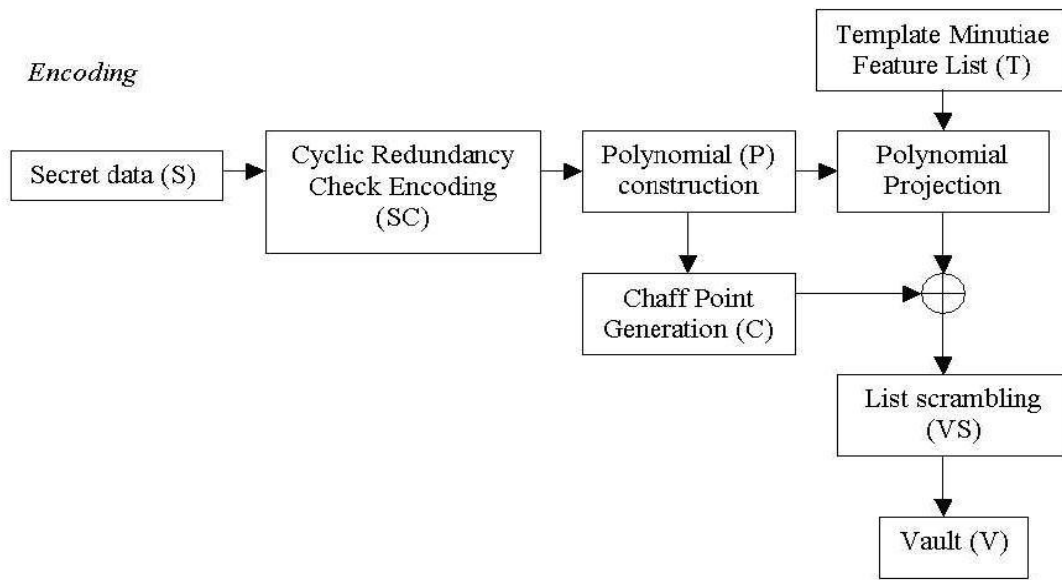 Encoding
Template Minutiae
Feature List (T)
Secret data (S)
Cyclic Redundancy
Check Encoding
(SC)
Polynomial (P)
construction
Polynomial
Projection
Chaff Point
Generation (C)
List scrambling
(VS)
Vault (V)